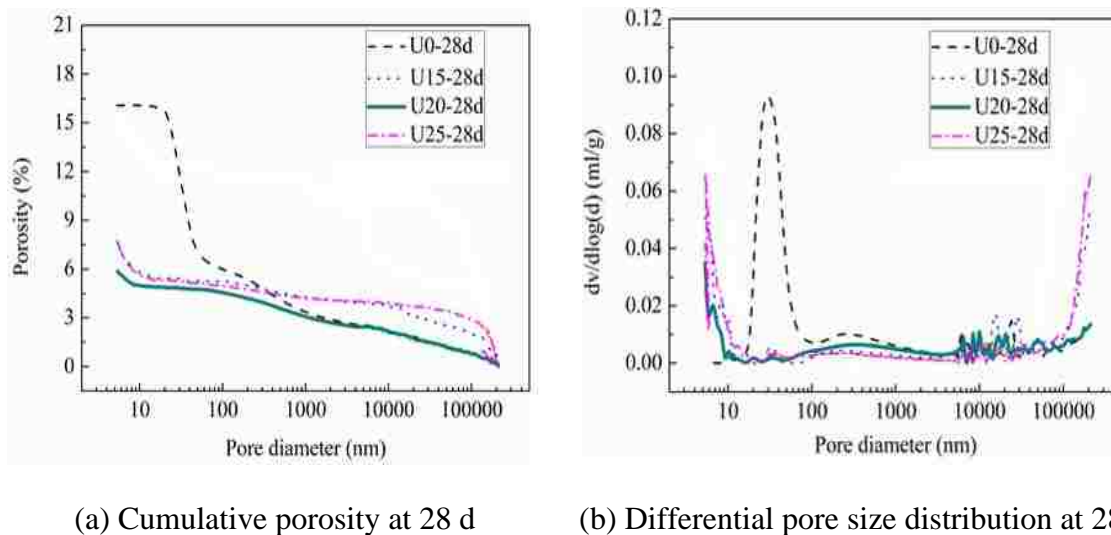 21
18
15
12
9
6
3
0
Porosity (%)
10 100 1000 10000 100000
Pore diameter (nm)
U0-28d
U15-28d
U20-28d
U25-28d
0.12
0.10
0.08
0.06
0.04
0.02
0.00
dv/dlog(d) (ml/g)
10 100 1000 10000 100000
Pore diameter (nm)
U0-28d
U15-28d
U20-28d
U25-28d
(a) Cumulative porosity at 28 d
(b) Differential pore size distribution at 28